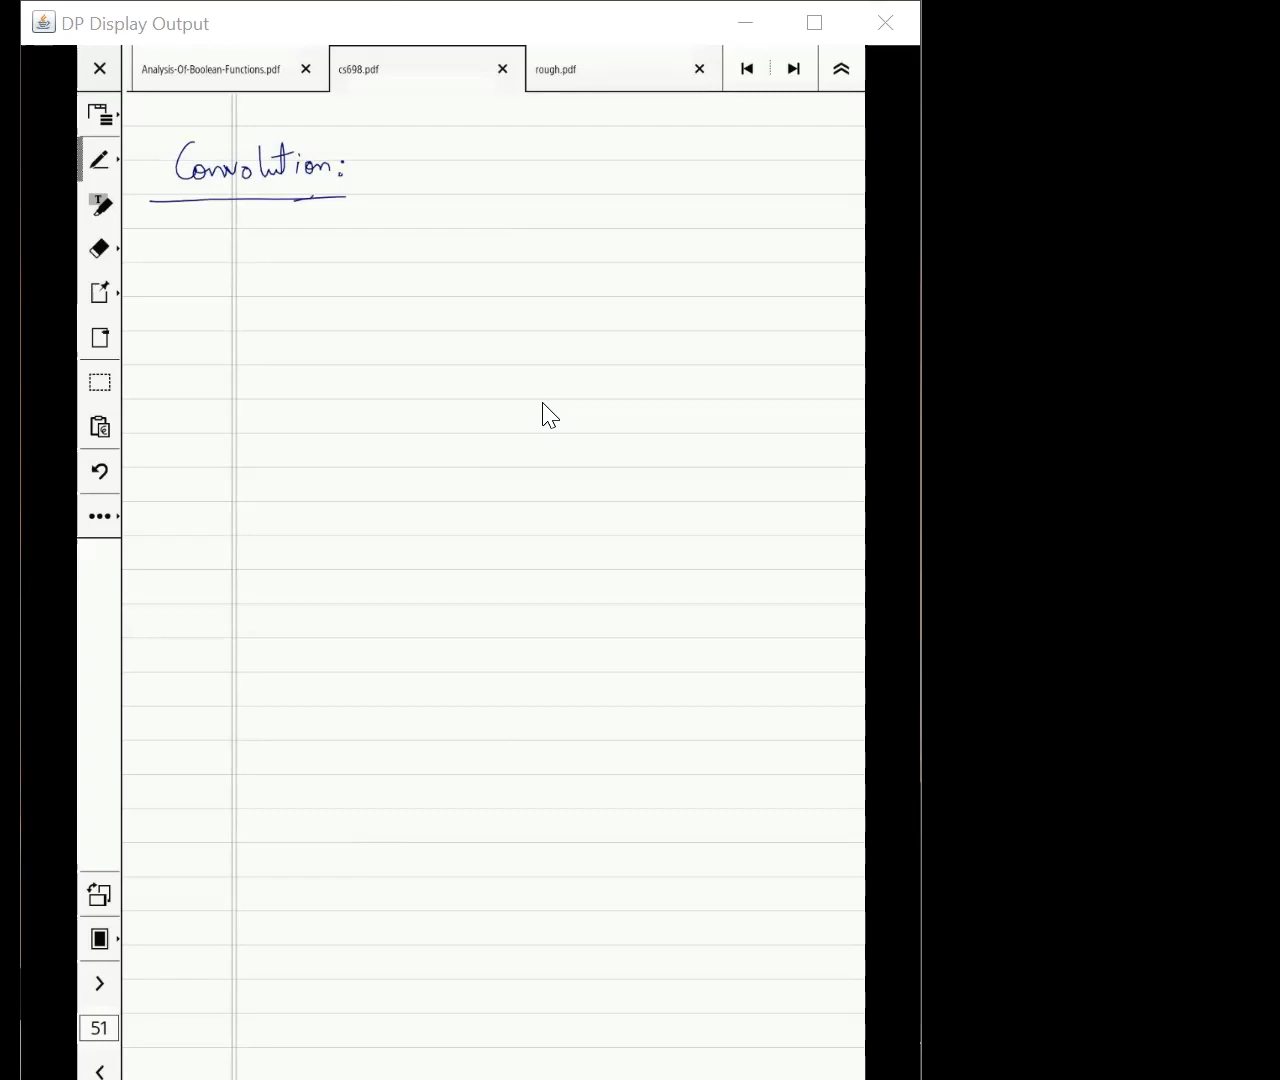 DP Display Output
Analysis-Of-Boolean-Functions.pdf
cs698.pdf
rough.pdf
Convolution:
51